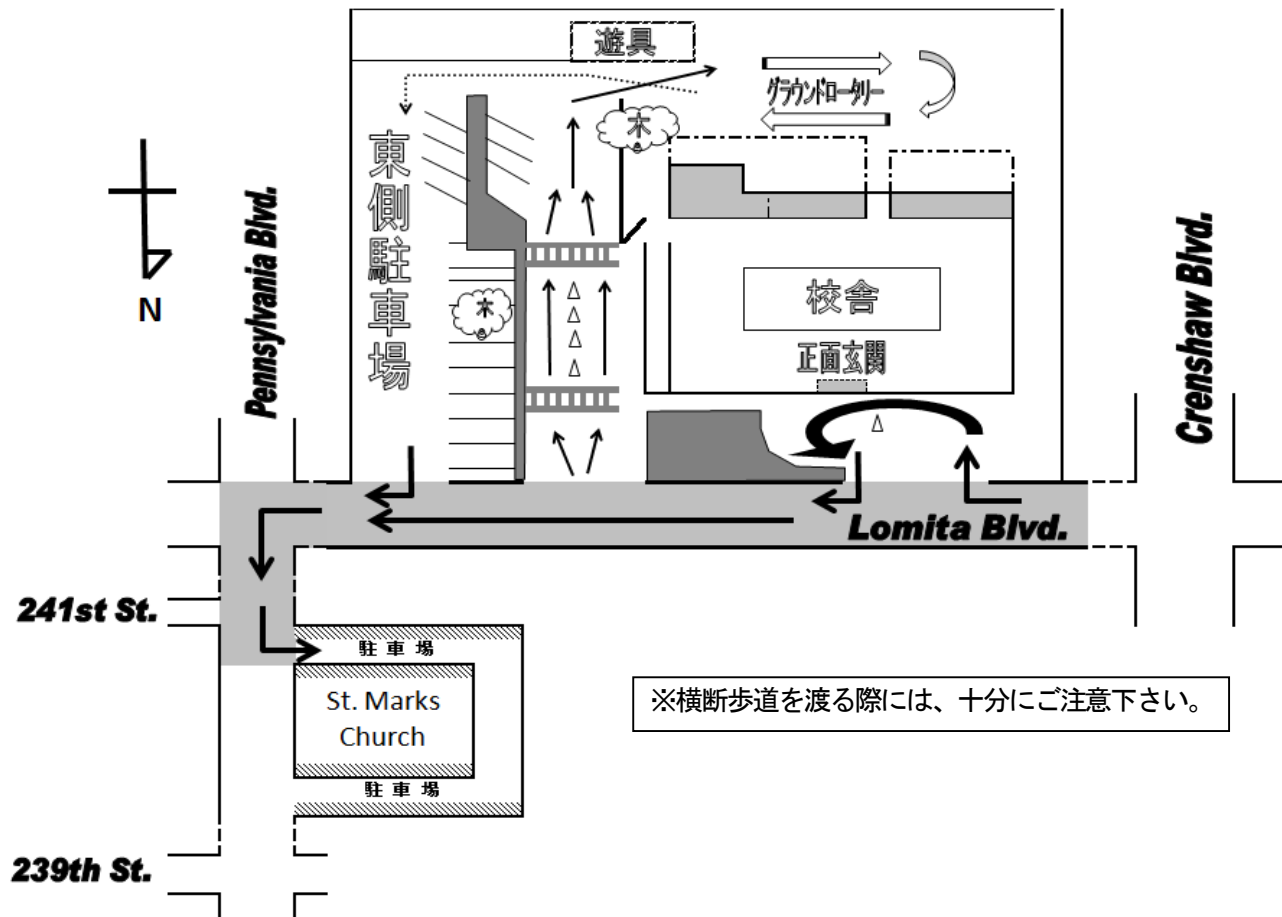 遊具
グラウンドロータリー
木
東側駐車場
N
Pennsylvania Blvd.
木
校舎
正面玄関
Crenshaw Blvd.
Lomita Blvd.
241st St.
駐車場
St. Marks
Church
駐車場
※横断歩道を渡る際には、十分にご注意下さい。
239th St.